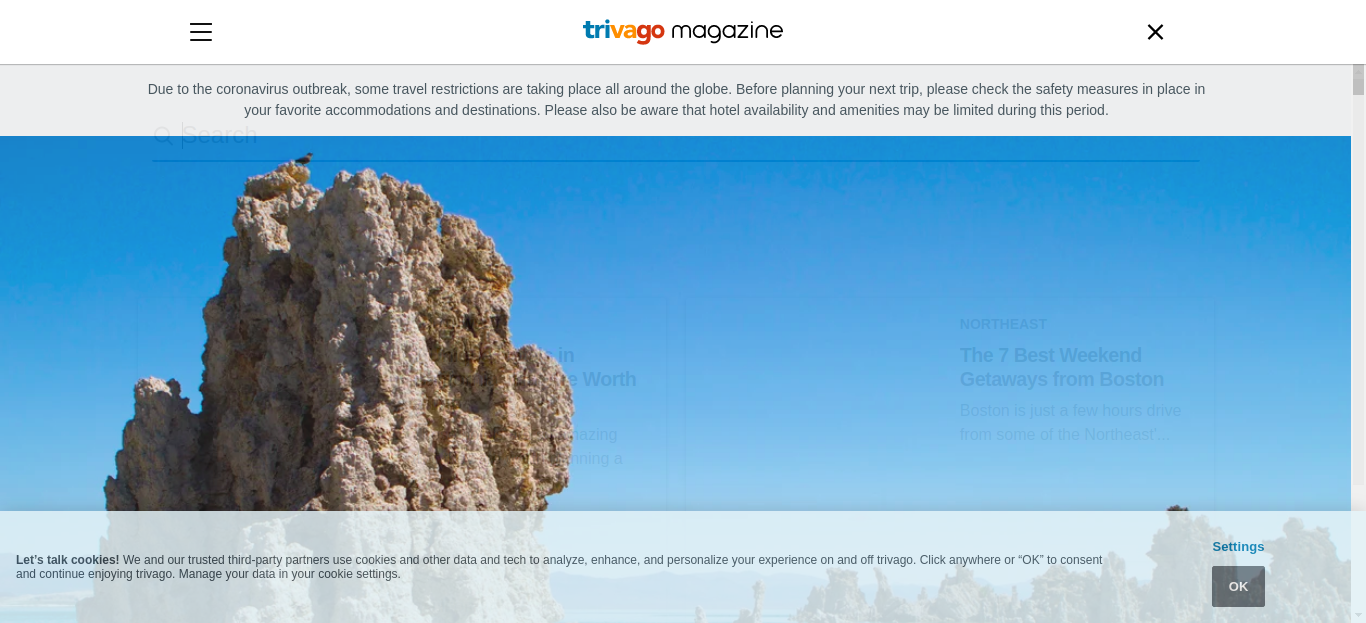 trivago magazine
Due to the coronavirus outbreak, some travel restrictions are taking place all around the globe. Before planning your next trip, please check the safety measures in place in
your favorite accommodations and destinations. Please also be aware that hotel availability and amenities may be limited during this period.
Search
in
Worth
nning a
NORTHEAST
The 7 Best Weekend
Getaways from Boston
Boston is just a few hours drive
from some of the Northeast'...
Let's talk cookies! We and our trusted third-party partners use cookies and other data and tech to analyze, enhance, and personalize your experience on and off trivago. Click anywhere or “OK” to consent
and continue enjoying trivago. Manage your data in your cookie settings.
Settings
OK